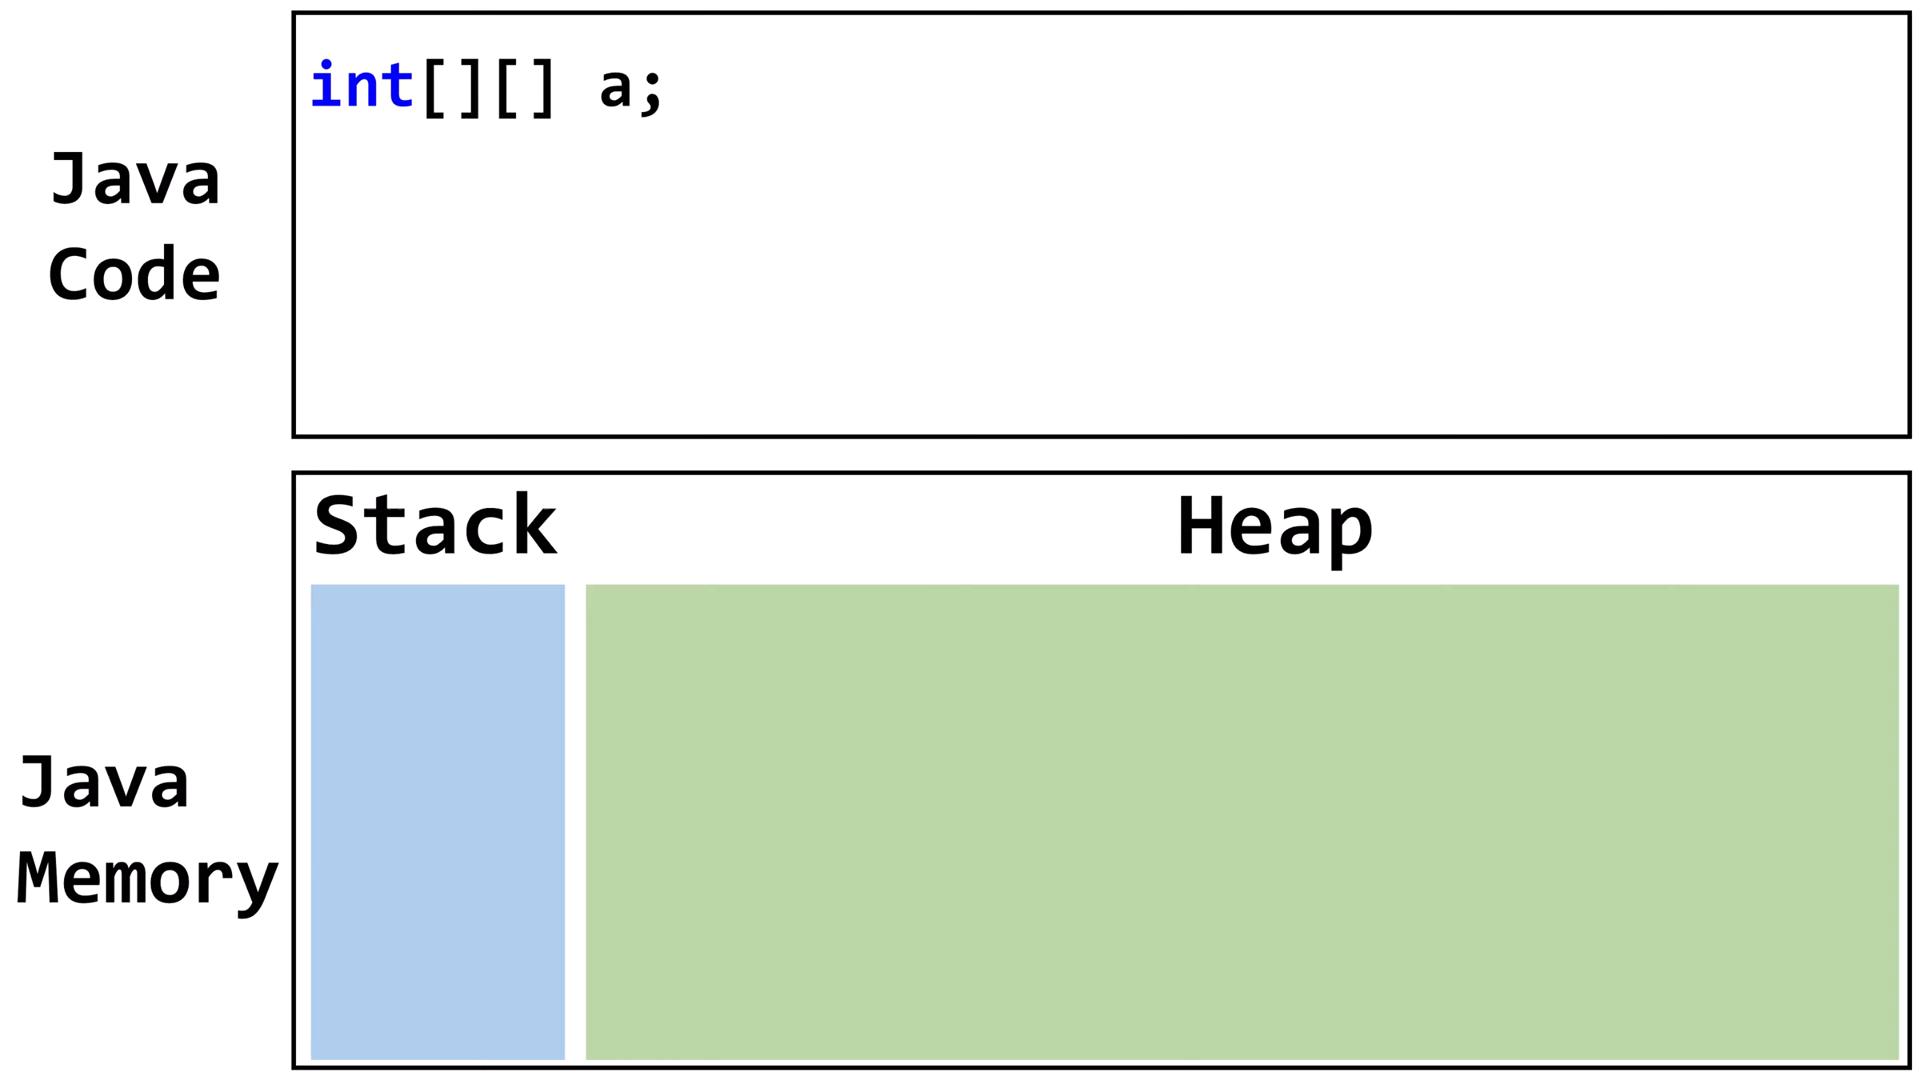 int[][] a;
Java
Code
Stack Heap
Java
Memory